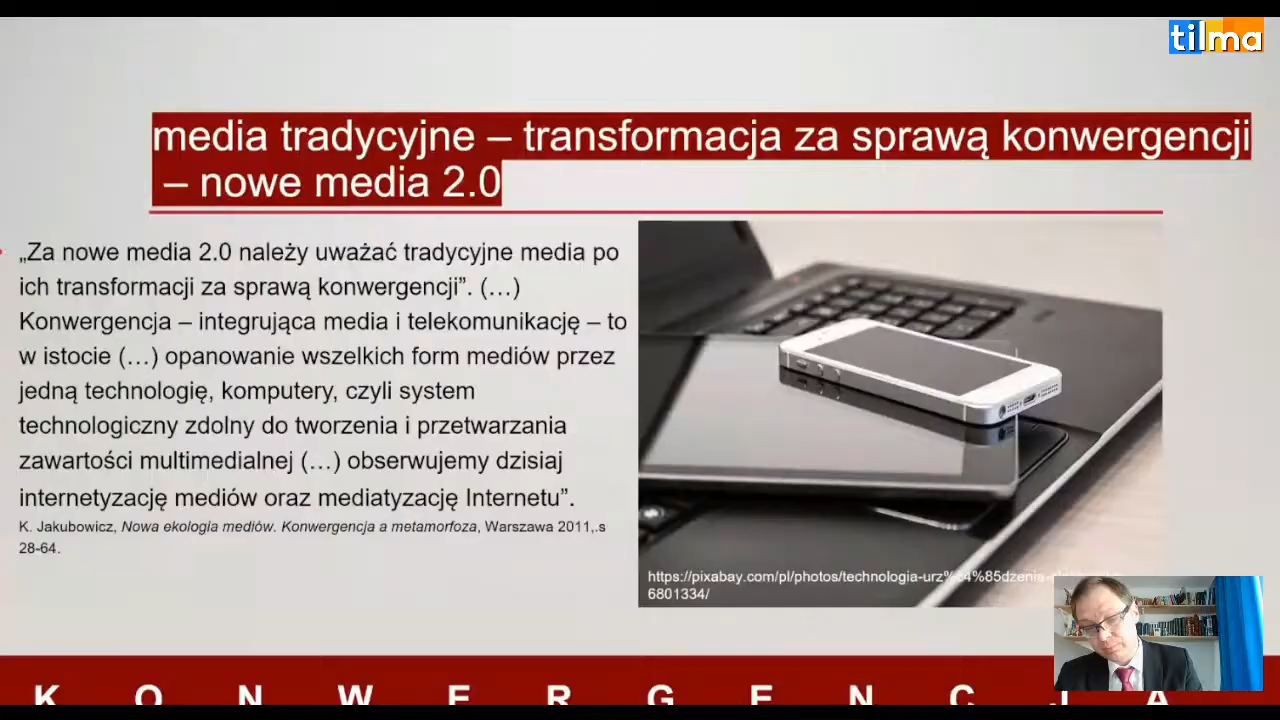 tilma
media tradycyjne – transformacja za sprawą konwergencji
– nowe media 2.0
„Za nowe media 2.0 należy uważać tradycyjne media po
ich transformacji za sprawą konwergencji”. (…)
Konwergencja – integrująca media i telekomunikację – to
w istocie (…) opanowanie wszelkich form mediów przez
jedną technologię, komputery, czyli system
technologiczny zdolny do tworzenia i przetwarzania
zawartości multimedialnej (…) obserwujemy dzisiaj
internetyzację mediów oraz mediatyzację Internetu”.
K. Jakubowicz, Nowa ekologia mediów. Konwergencja a metamorfoza, Warszawa 2011,.s
28-64.
https://pixabay.com/pl/photos/technologia-urz%
6801334/
K O N W E R G E N C J A